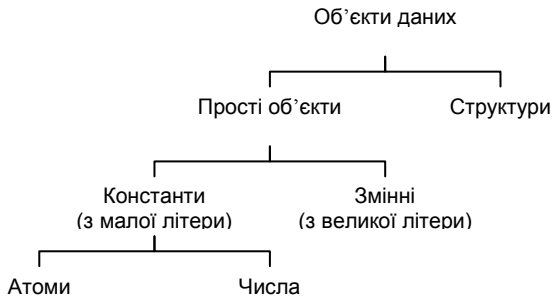 Об’єкти даних
Прості об’єкти Структури
Константи Змінні
(з малої літери) (з великої літери)
Атоми Числа